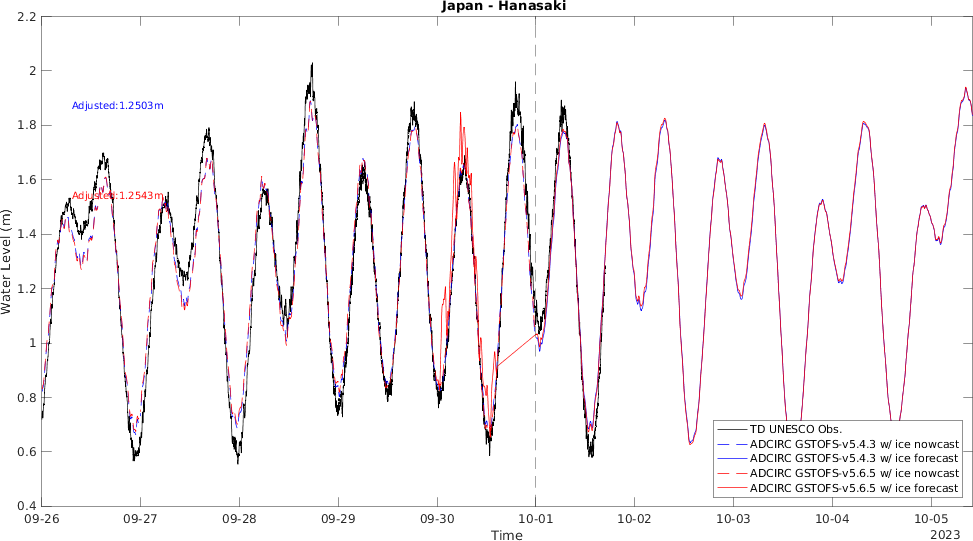 Japan - Hanasaki
2.2
2
1.8
1.6
1.4
1.2
1
0.8
0.6
0.4
Water Level (m)
Adjusted:1.2503m
Adjusted:1.2543m
TD UNESCO Obs.
ADCIRC GSTOFS-v5.4.3 w/ ice nowcast
ADCIRC GSTOFS-v5.4.3 w/ ice forecast
ADCIRC GSTOFS-v5.6.5 w/ ice nowcast
ADCIRC GSTOFS-v5.6.5 w/ ice forecast
09-26 09-27 09-28 09-29 09-30 10-01 10-02 10-03 10-04 10-05
Time
2023